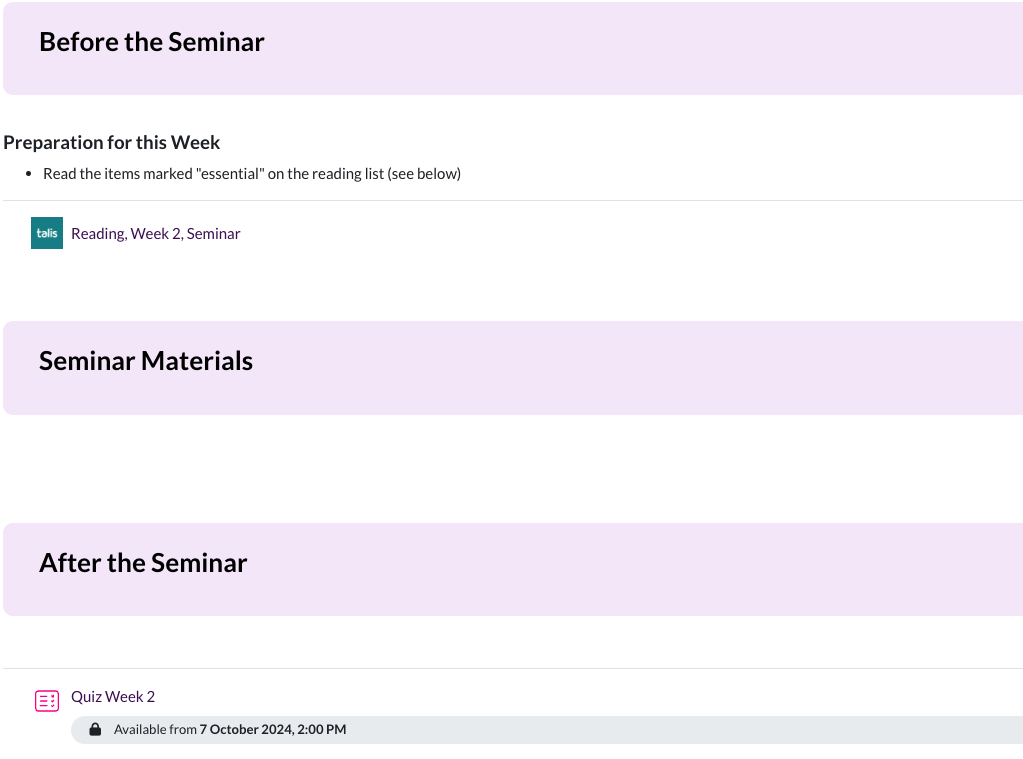 Before the Seminar
Preparation for this Week
• Read the items marked "essential" on the reading list (see below)
talis Reading, Week 2, Seminar
Seminar Materials
After the Seminar
Quiz Week 2
Available from 7 October 2024, 2:00 PM